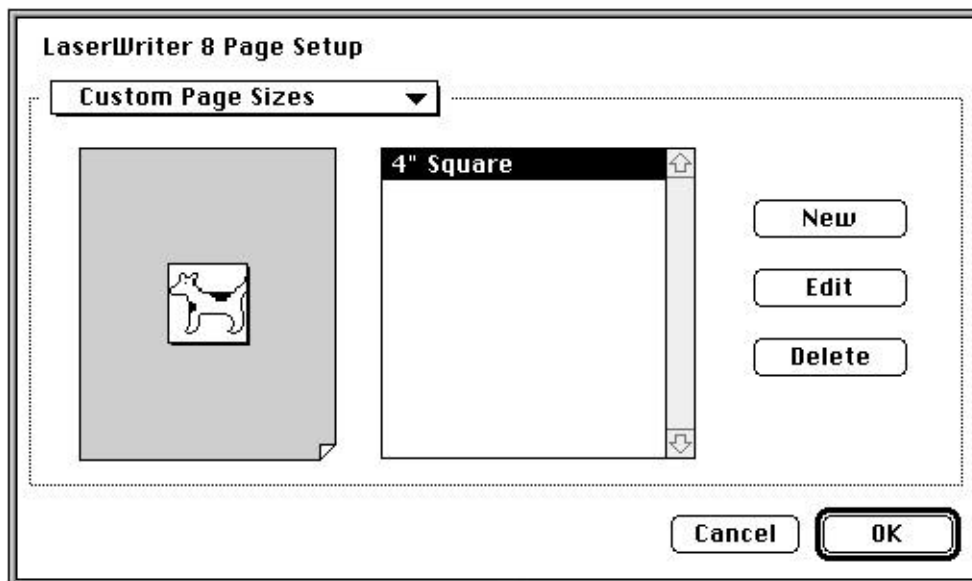 LaserWriter 8 Page Setup
Custom Page Sizes
4" Square
New
Edit
Delete
Cancel
OK